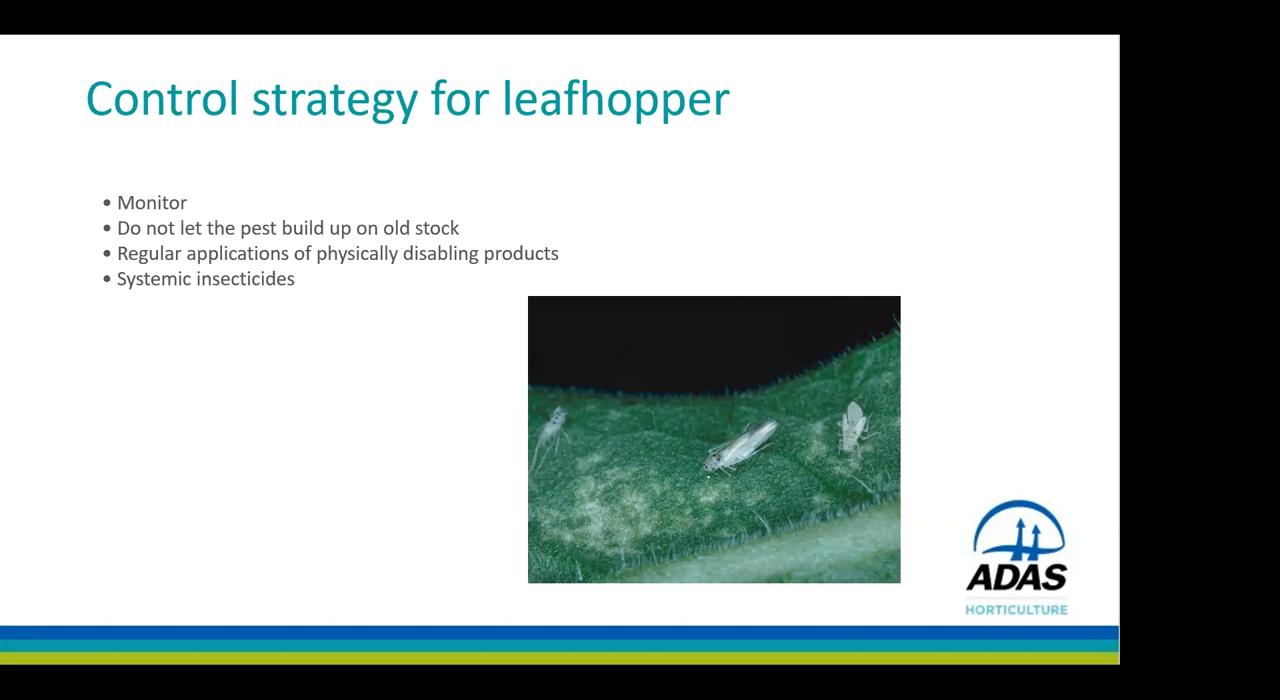 Control strategy for leafhopper
• Monitor
• Do not let the pest build up on old stock
• Regular applications of physically disabling products
• Systemic insecticides
ADAS
HORTICULTURE